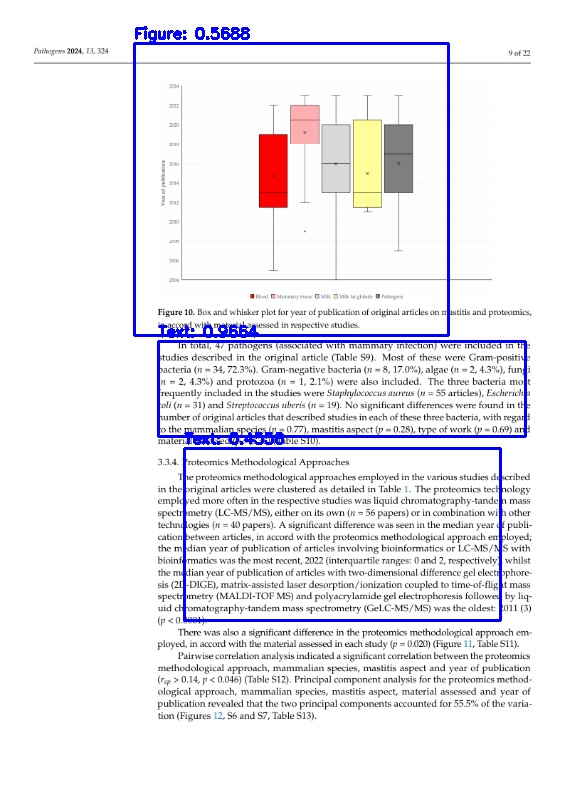 Figure: 0.5688
Pathogens 2024, 13, 324
9 of 22
2024
2022
2020
2018
2016
2014
2012
2010
2008
2006
2004
Year of publication
Blood Mammary tissue Milk Milk fat globule Pathogens
Figure 10. Box and whisker plot for year of publication of original articles on mastitis and proteomics,
in accord with material assessed in respective studies.
Text: 0.9664
In total, 47 pathogens (associated with mammary infection) were included in the
studies described in the original article (Table S9). Most of these were Gram-positive
bacteria (n = 34, 72.3%). Gram-negative bacteria (n = 8, 17.0%), algae (n = 2, 4.3%), fungi
(n = 2, 4.3%) and protozoa (n = 1, 2.1%) were also included. The three bacteria most
frequently included in the studies were Staphylococcus aureus (n = 55 articles), Escherichia
coli (n = 31) and Streptococcus uberis (n = 19). No significant differences were found in the
number of original articles that described studies in each of these three bacteria, with regard
to the mammalian species (n = 0.77), mastitis aspect (p = 0.28), type of work (p = 0.69) and
material S10).
3.3.4. Proteomics Methodological Approaches
The proteomics methodological approaches employed in the various studies described
in the original articles were clustered as detailed in Table 1. The proteomics technology
employed more often in the respective studies was liquid chromatography-tandem mass
spectrometry (LC-MS/MS), either on its own (n = 56 papers) or in combination with other
technologies (n = 40 papers). A significant difference was seen in the median year of publi-
cation between articles, in accord with the proteomics methodological approach employed;
the median year of publication of articles involving bioinformatics or LC-MS/MS with
bioinformatics was the most recent, 2022 (interquartile ranges: 0 and 2, respectively) whilst
the median year of publication of articles with two-dimensional difference gel electrophore-
sis (2D-DIGE), matrix-assisted laser desorption/ionization coupled to time-of-flight mass
spectrometry (MALDI-TOF MS) and polyacrylamide gel electrophoresis followed by liq-
uid chromatography-tandem mass spectrometry (GeLC-MS/MS) was the oldest: 2011 (3)
(p < 0.0001).
There was also a significant difference in the proteomics methodological approach em-
ployed, in accord with the material assessed in each study (p = 0.020) (Figure 11, Table S11).
Pairwise correlation analysis indicated a significant correlation between the proteomics
methodological approach, mammalian species, mastitis aspect and year of publication
(rsp > 0.14, p < 0.046) (Table S12). Principal component analysis for the proteomics method-
ological approach, mammalian species, mastitis aspect, material assessed and year of
publication revealed that the two principal components accounted for 55.5% of the varia-
tion (Figures 12, S6 and S7, Table S13).